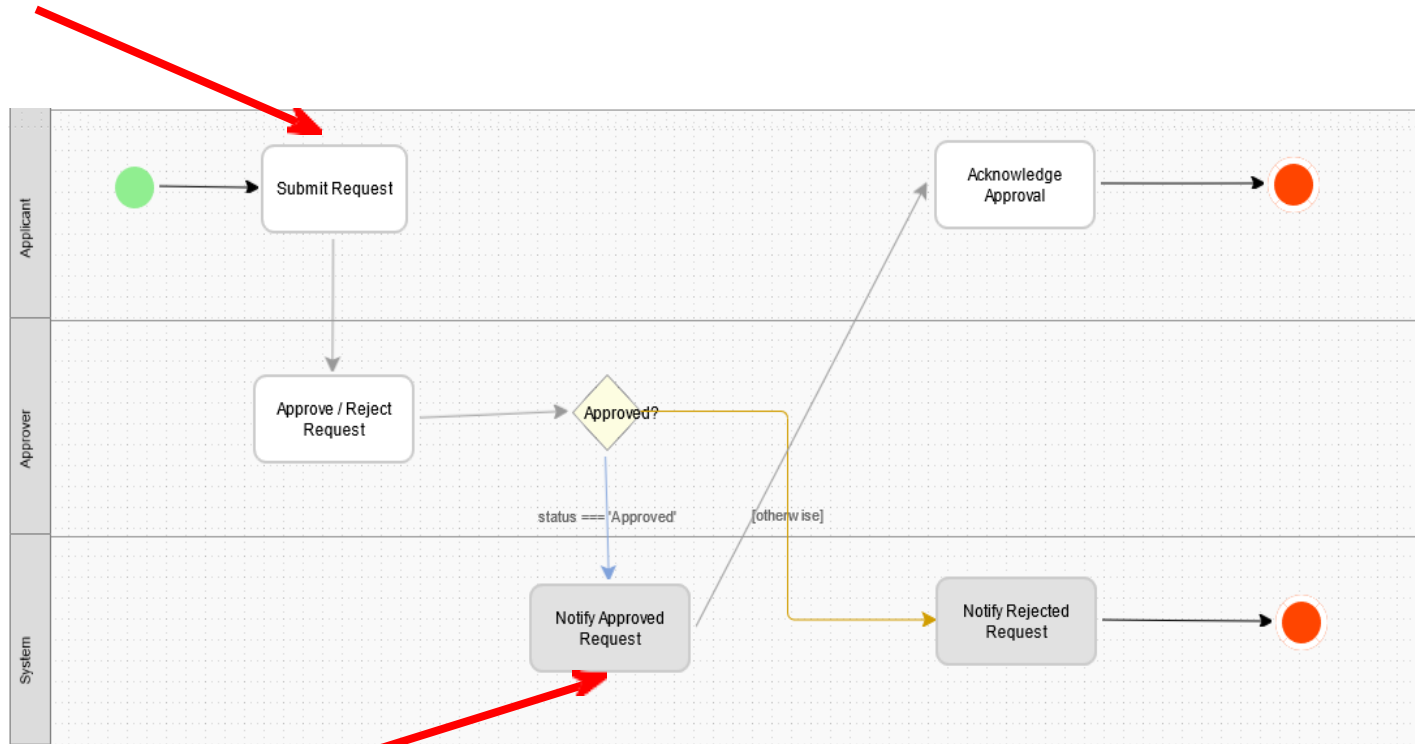 Applicant
Submit Request
Acknowledge
Approval
Approver
Approve / Reject
Request
Approved?
status === 'Approved'
[otherwise]
System
Notify Approved
Request
Notify Rejected
Request